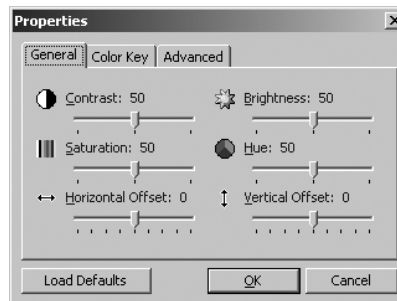 Properties
General Color Key Advanced
Contrast: 50 Brightness: 50
Saturation: 50 Hue: 50
Horizontal Offset: 0 Vertical Offset: 0
Load Defaults OK Cancel